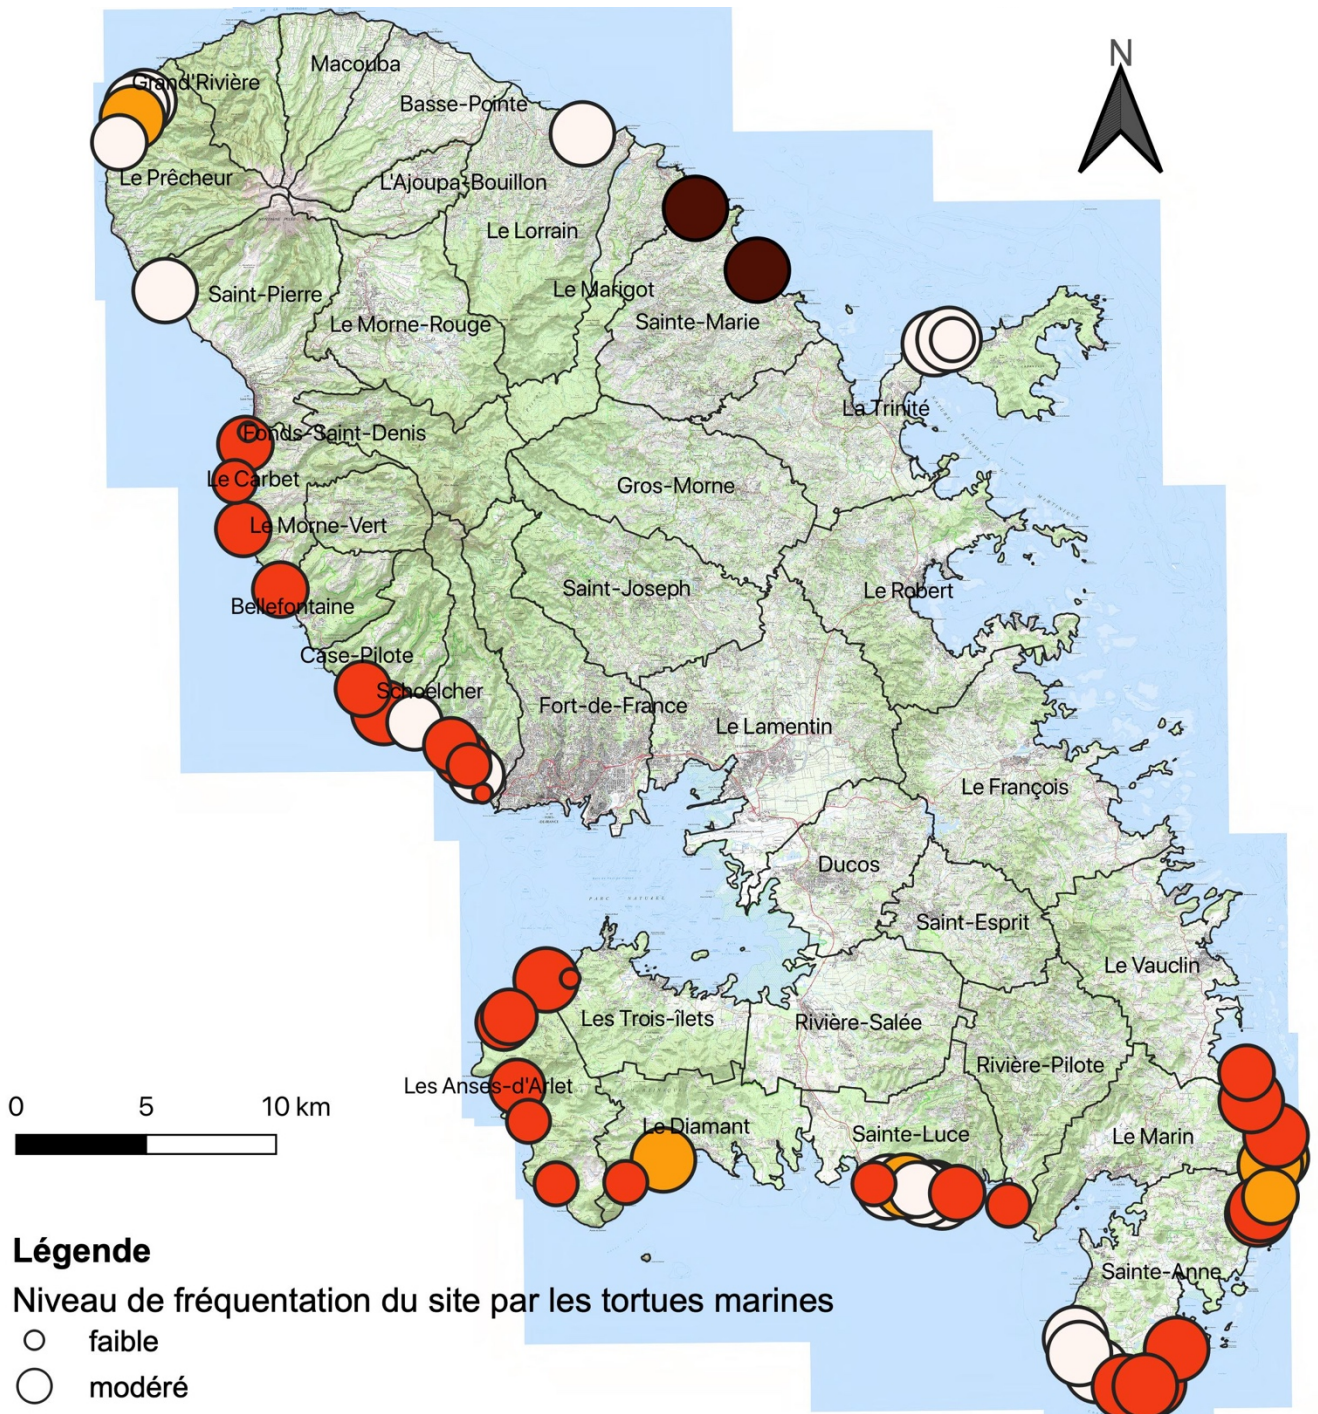 N
Macouba
Grand'Rivière
Basse-Pointe
Le Prêcheur
L'Ajoupa-Bouillon
Le Lorrain
Saint-Pierre
Le Marigot
Le Morne-Rouge
Sainte-Marie
La Trinité
Fonds-Saint-Denis
Le Carbet
Gros-Morne
Le Morne-Vert
Saint-Joseph
Le Robert
Bellefontaine
Case-Pilote
Schoelcher
Fort-de-France
Le Lamentin
Le François
Ducos
Saint-Esprit
Le Vauclin
Les Trois-îlets
Rivière-Salée
Rivière-Pilote
Les Anses-d'Arlet
Le Diamant
Sainte-Luce
Le Marin
Sainte-Anne
0 5 10 km
Légende
Niveau de fréquentation du site par les tortues marines
faible
modéré